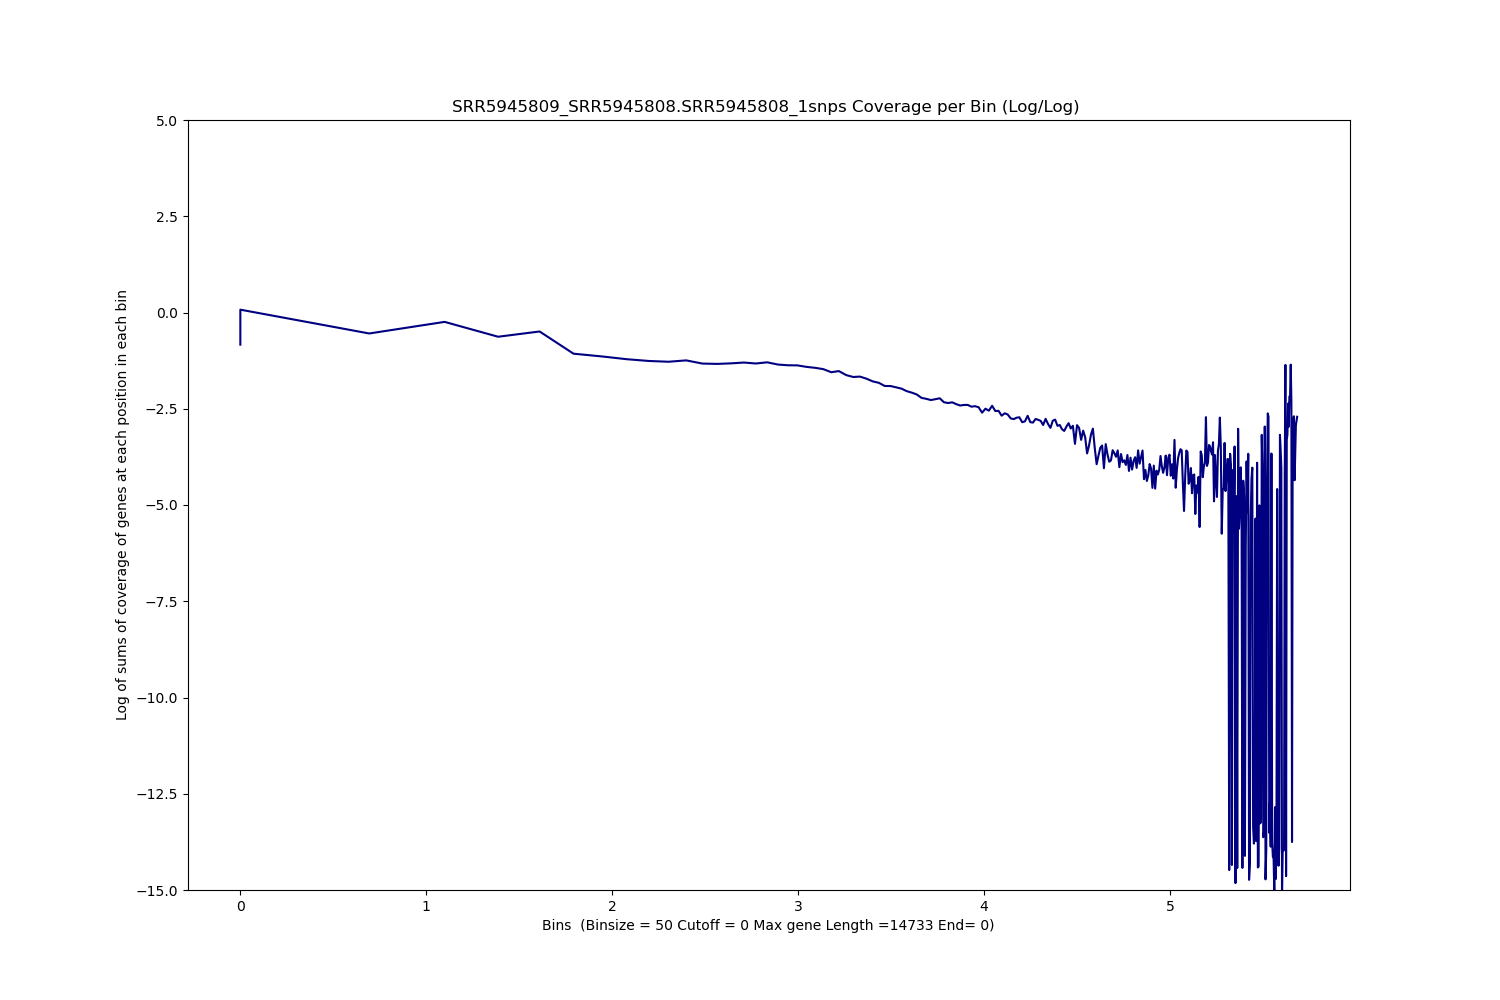 SRR5945809_SRR5945808.SRR5945808_1snps Coverage per Bin (Log/Log)
Log of sums of coverage of genes at each position in each bin
5.0
2.5
0.0
−2.5
−5.0
−7.5
−10.0
−12.5
−15.0
0 1 2 3 4 5
Bins  (Binsize = 50 Cutoff = 0 Max gene Length =14733 End= 0)